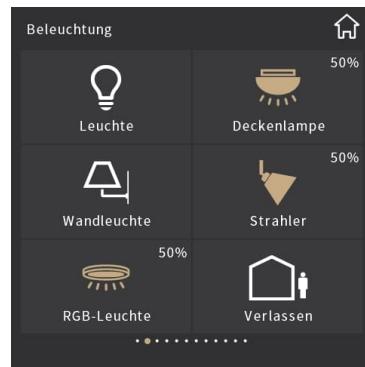 Beleuchtung
50%
Leuchte
Deckenlampe
50%
Wandleuchte
Strahler
50%
RGB-Leuchte
Verlassen